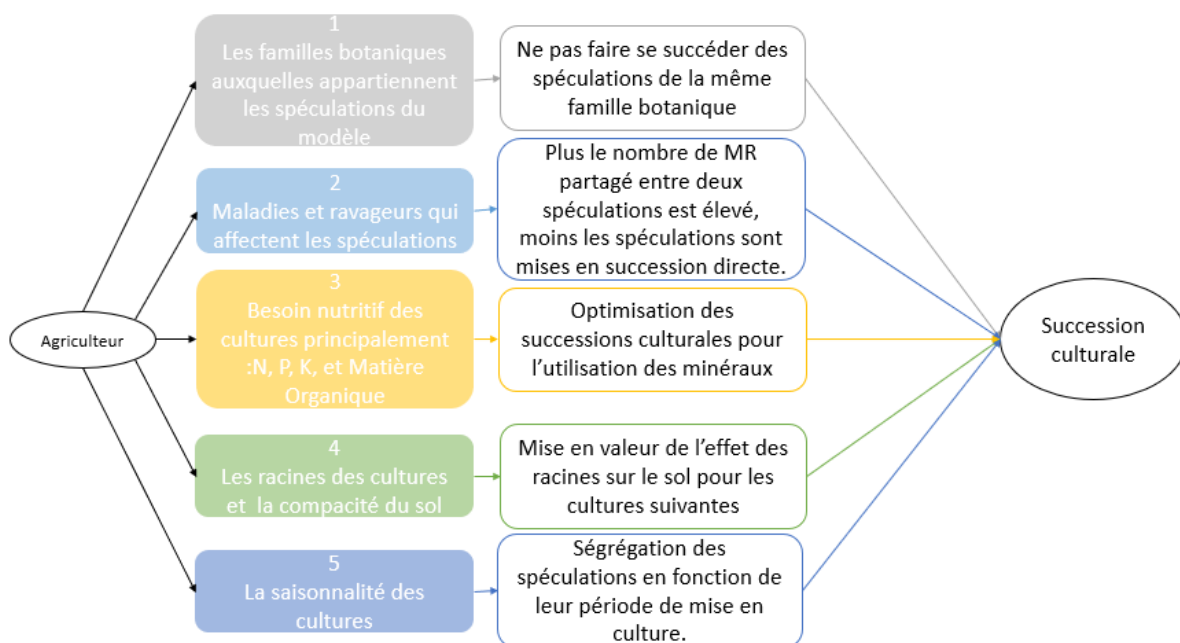 Agriculteur
1
Les familles botaniques
auxquelles appartiennent
les spéculations du
modèle
Ne pas faire se succéder des
spéculations de la même
famille botanique
2
Maladies et ravageurs qui
affectent les spéculations
Plus le nombre de MR
partagé entre deux
spéculations est élevé,
moins les spéculations sont
mises en succession directe.
3
Besoin nutritif des
cultures principalement
:N, P, K, et Matière
Organique
Optimisation des
successions culturales pour
l’utilisation des minéraux
4
Les racines des cultures
et la compacité du sol
Mise en valeur de l’effet des
racines sur le sol pour les
cultures suivantes
5
La saisonnalité des
cultures
Ségrégation des
spéculations en fonction de
leur période de mise en
culture.
Succession
culturale